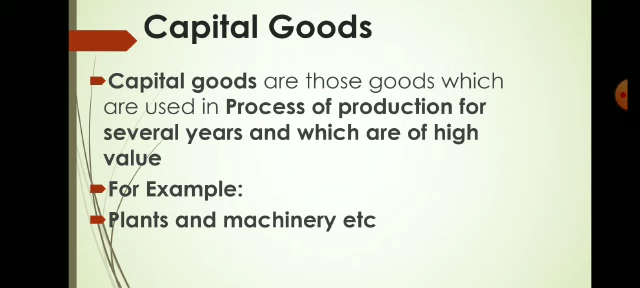 Capital Goods
Capital goods are those goods which
are used in Process of production for
several years and which are of high
value
For Example:
Plants and machinery etc